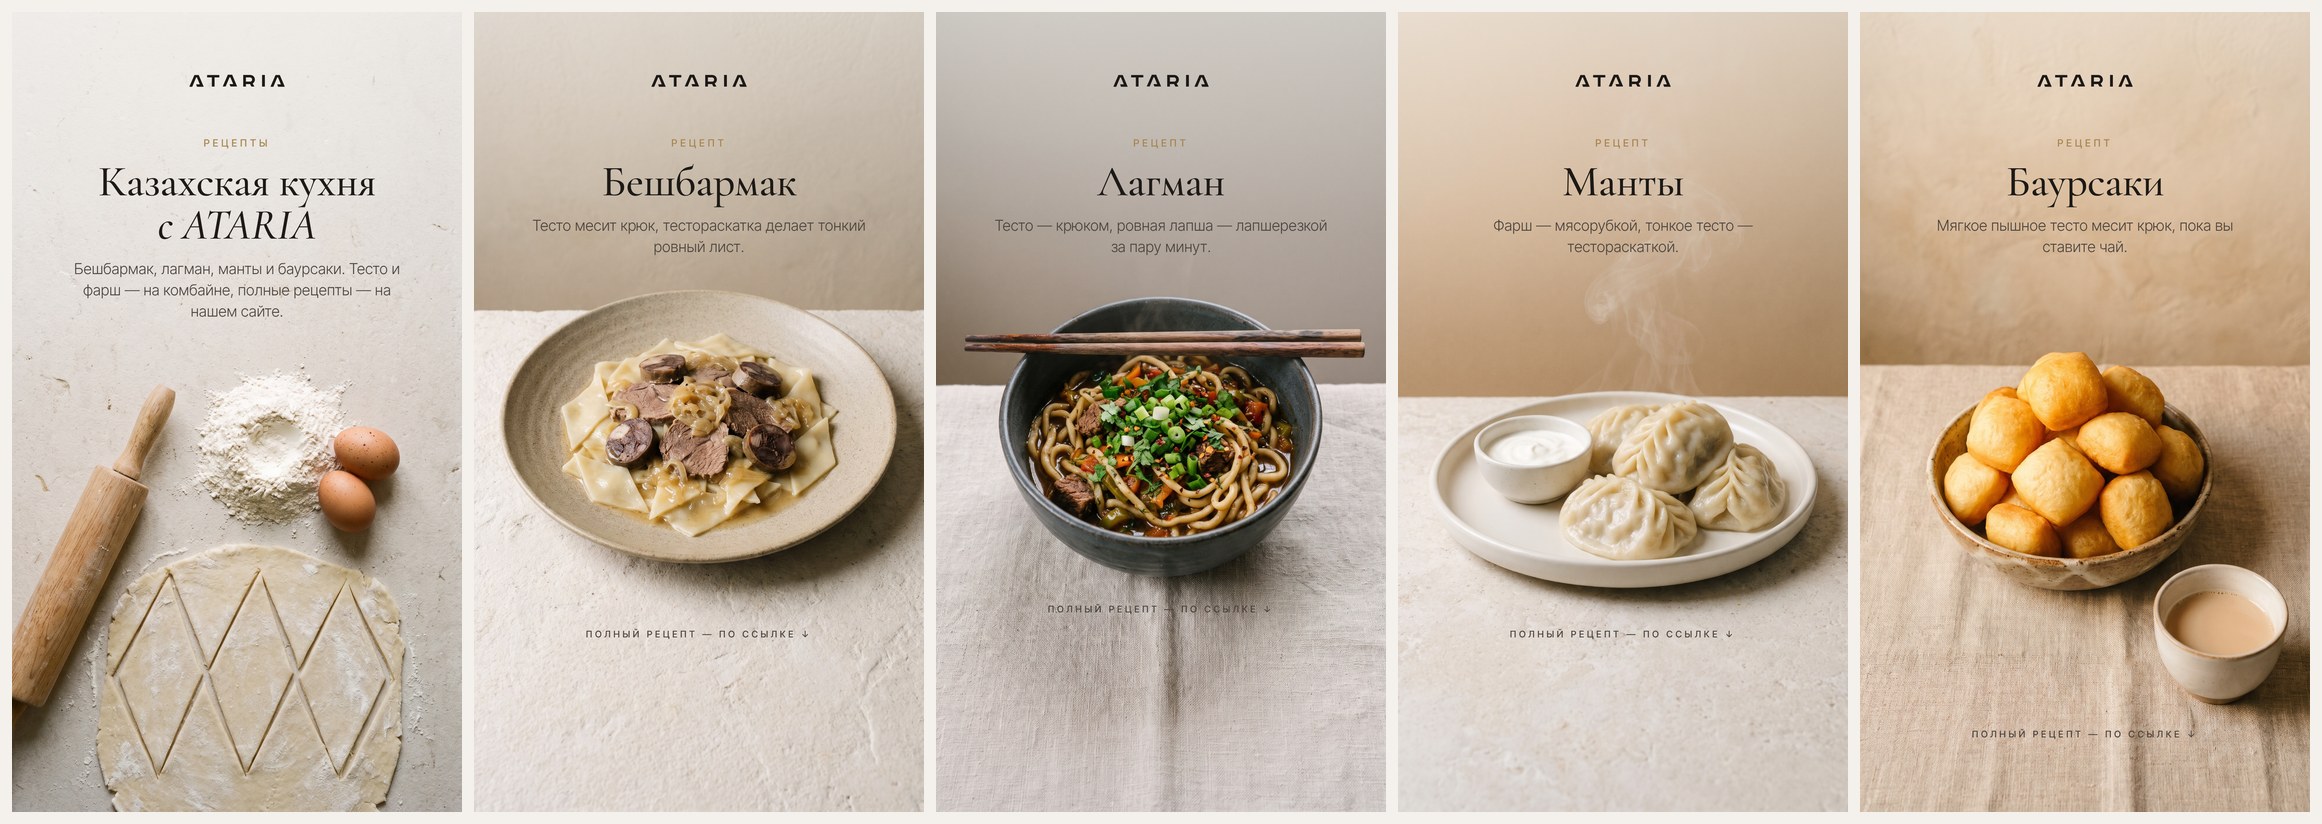 ATARIA
РЕЦЕПТЫ
Казахская кухня
с ATARIA
Бешбармак, лагман, манты и баурсаки. Тесто и
фарш — на комбайне, полные рецепты — на
нашем сайте.
ATARIA
РЕЦЕПТ
Бешбармак
Тесто месит крюк, тестораскатка делает тонкий
ровный лист.
ПОЛНЫЙ РЕЦЕПТ — ПО ССЫЛКЕ ↓
ATARIA
РЕЦЕПТ
Лагман
Тесто — крюком, ровная лапша — лапшерезкой
за пару минут.
ПОЛНЫЙ РЕЦЕПТ — ПО ССЫЛКЕ ↓
ATARIA
РЕЦЕПТ
Манты
Фарш — мясорубкой, тонкое тесто —
тестораскаткой.
ПОЛНЫЙ РЕЦЕПТ — ПО ССЫЛКЕ ↓
ATARIA
РЕЦЕПТ
Баурсаки
Мягкое пышное тесто месит крюк, пока вы
ставите чай.
ПОЛНЫЙ РЕЦЕПТ — ПО ССЫЛКЕ ↓